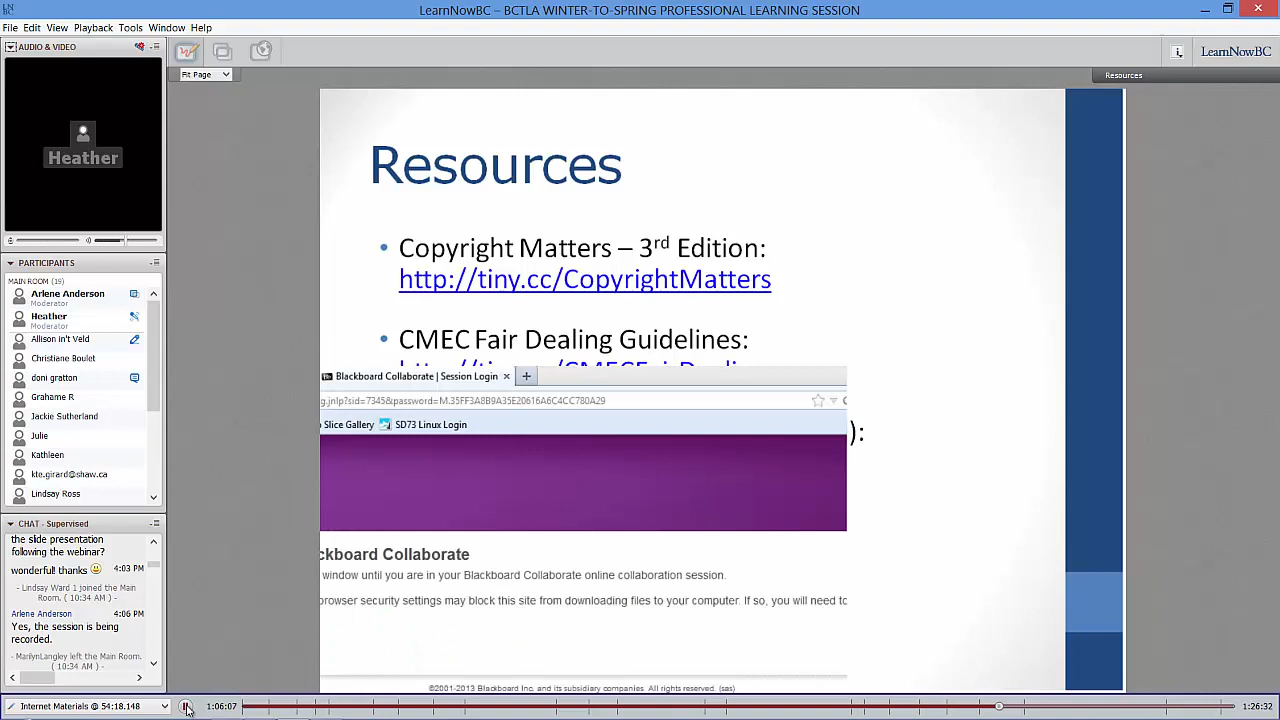 LearnNowBC – BCTLA WINTER-TO-SPRING PROFESSIONAL LEARNING SESSION
File Edit View Playback Tools Window Help
AUDIO & VIDEO
LearnNowBC
Fit Page
Resources
Heather
Resources
Copyright Matters – 3rd Edition:
http://tiny.cc/CopyrightMatters
CMEC Fair Dealing Guidelines:
Blackboard Collaborate | Session Login
g.jnlp?sid=7345&password=M.35FF3A8B9A35E20616A6C4CC780A29
Slice Gallery SD73 Linux Login
):
ckboard Collaborate
window until you are in your Blackboard Collaborate online collaboration session.
browser security settings may block this site from downloading files to your computer. If so, you will need to
©2001-2013 Blackboard Inc. and its subsidiary companies. All rights reserved. (sas)
PARTICIPANTS
MAIN ROOM (19)
Arlene Anderson
Moderator
Heather
Moderator
Allison in't Veld
Christiane Boulet
doni gratton
Grahame R
Jackie Sutherland
Julie
Kathleen
kte.girard@shaw.ca
Lindsay Ross
CHAT - Supervised
the slide presentation
following the webinar?
wonderful! thanks 4:03 PM
- Lindsay Ward 1 joined the Main
Room. ( 10:34 AM ) -
Arlene Anderson 4:06 PM
Yes, the session is being
recorded.
- MarilynLangley left the Main Room.
( 10:34 AM ) -
Internet Materials @ 54:18.148
1:06:07
1:26:32